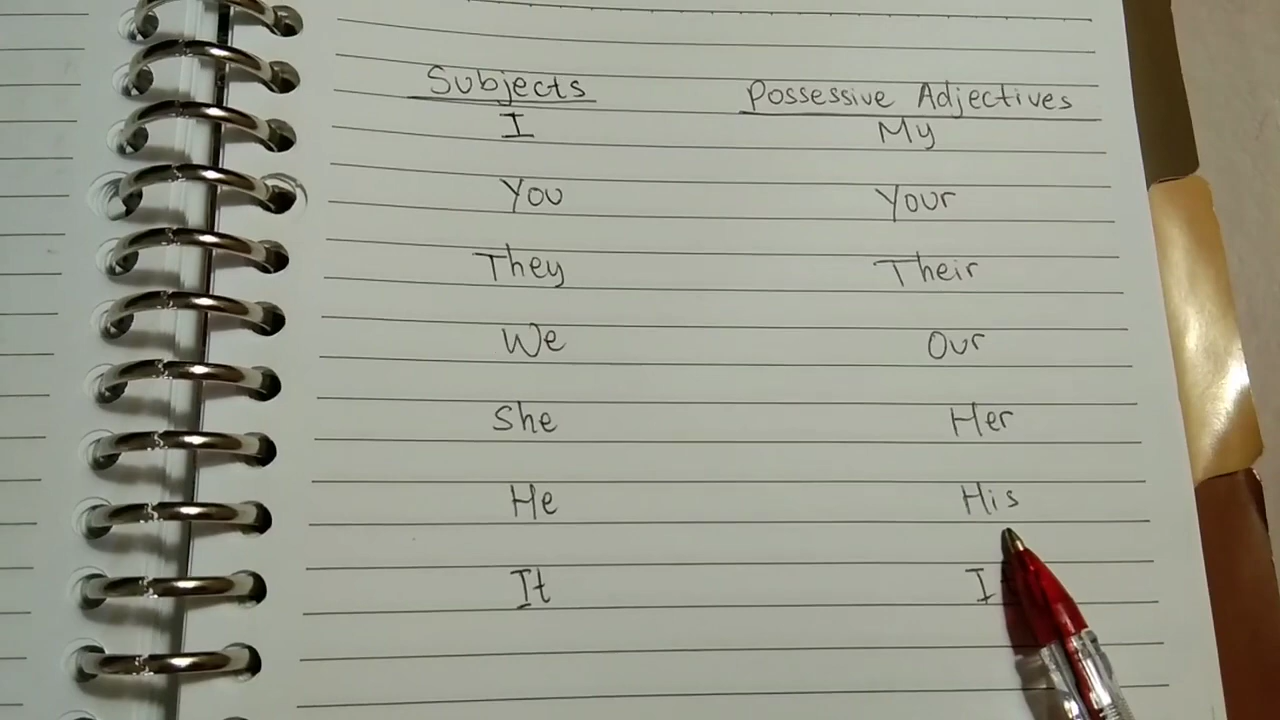 Subjects Possessive Adjectives
I My
You Your
They Their
We Our
She Her
He His
It